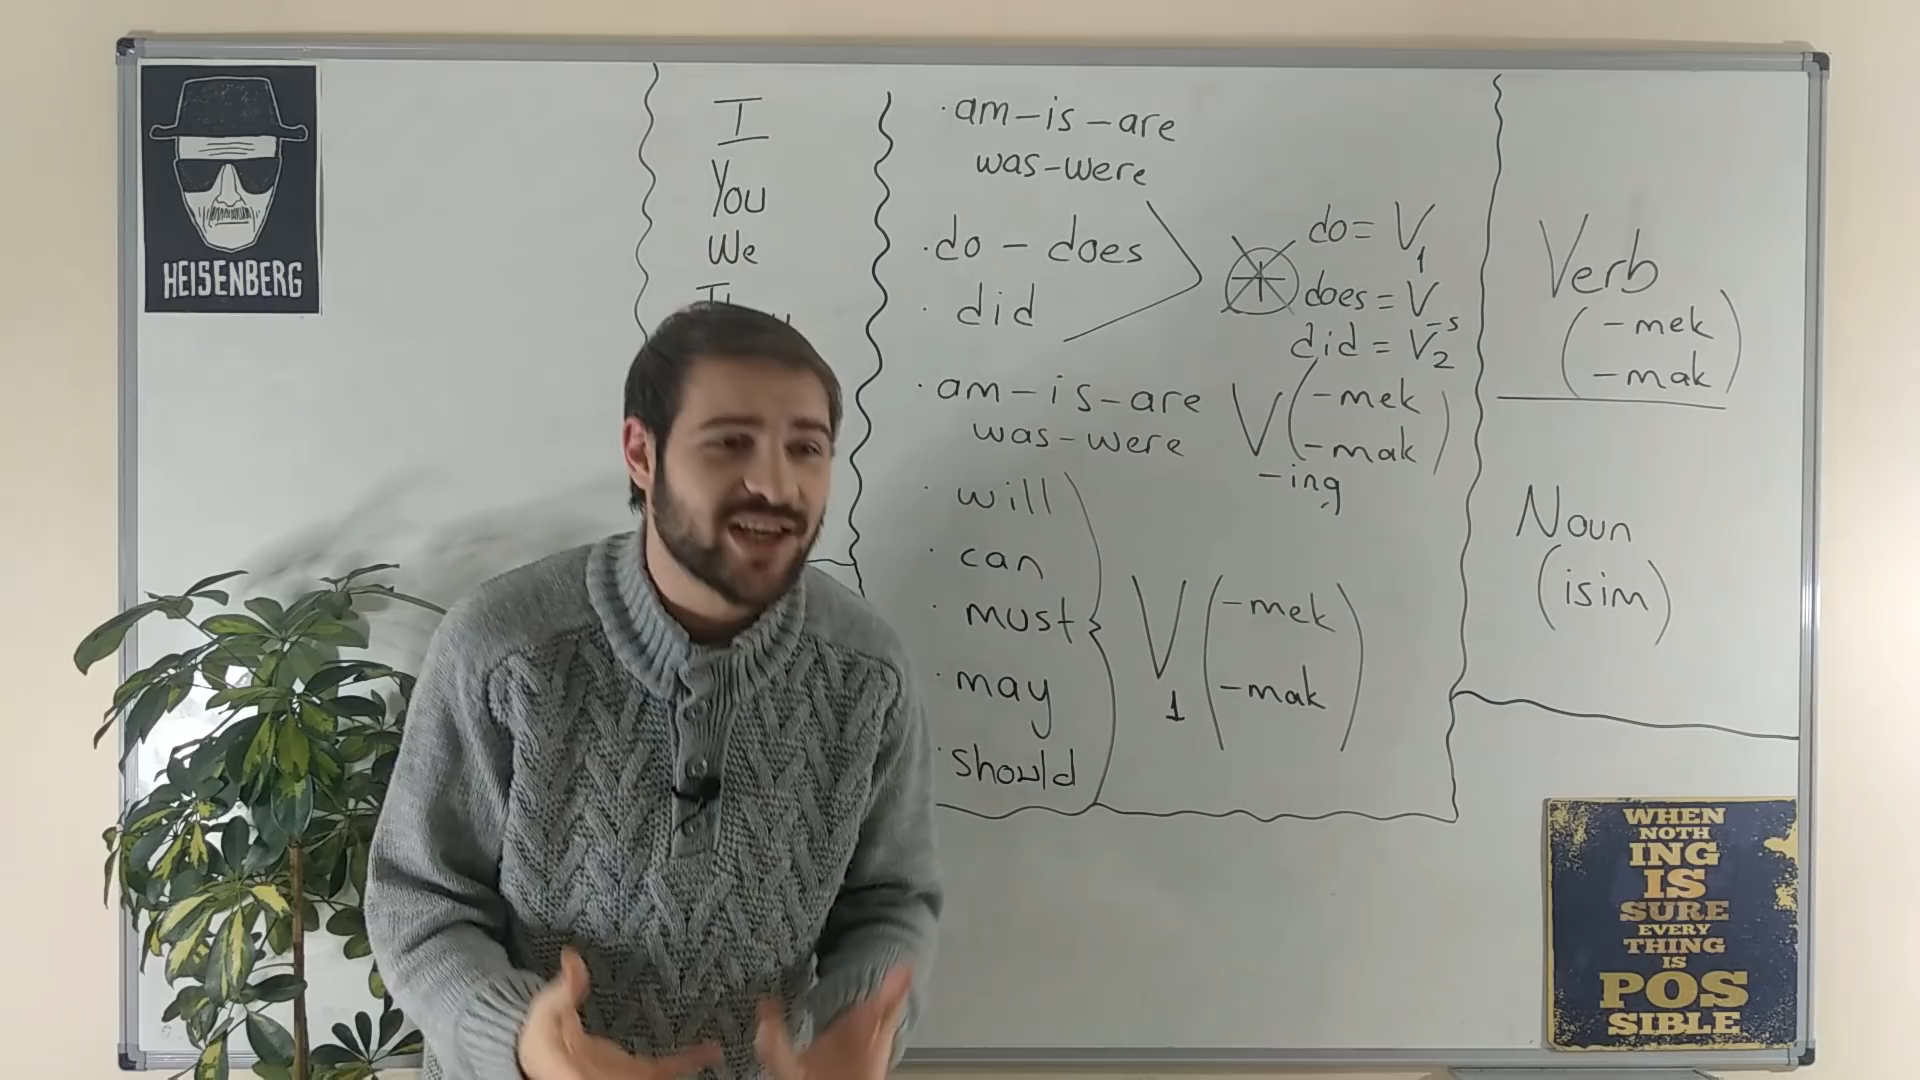 HEISENBERG
I
You
We
· am-is-are
was-were
· do - does
· did
+
do = V1
does = V-s
did = V2
· am-is-are
was-were
V (-mek
-mak)
-ing
· will
· can
· must
· may
· should
V1 (-mek
-mak)
Verb
(-mek
-mak)
Noun
(isim)
WHEN
NOTH
ING
IS
SURE
EVERY
THING
IS
POS
SIBLE